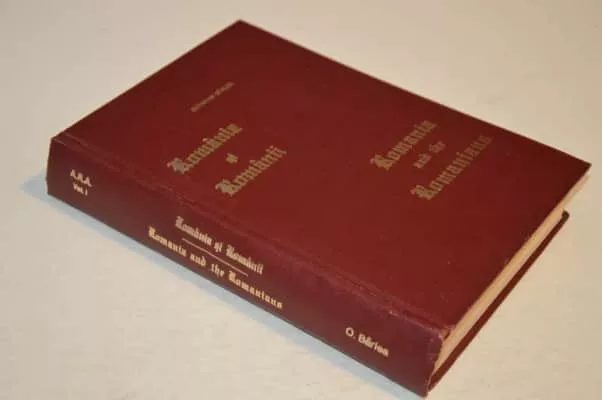 România
și
Românii
Romania
and the
Romanians
A.R.A.
Vol. I
România și Românii
Romania and the Romanians
O. Bârlea